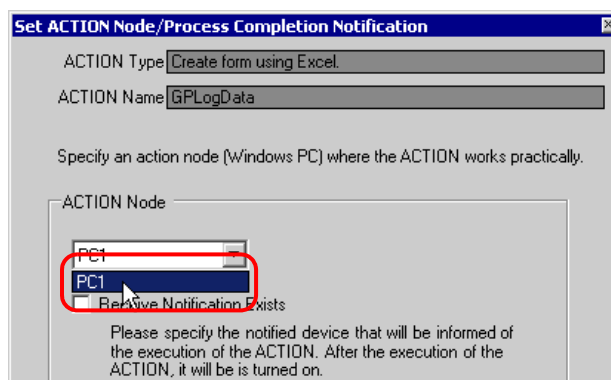 Set ACTION Node/Process Completion Notification
ACTION Type Create form using Excel.
ACTION Name GPLogData
Specify an action node (Windows PC) where the ACTION works practically.
ACTION Node
PC1
PC1
Receive Notification Exists
Please specify the notified device that will be informed of
the execution of the ACTION. After the execution of the
ACTION, it will be is turned on.